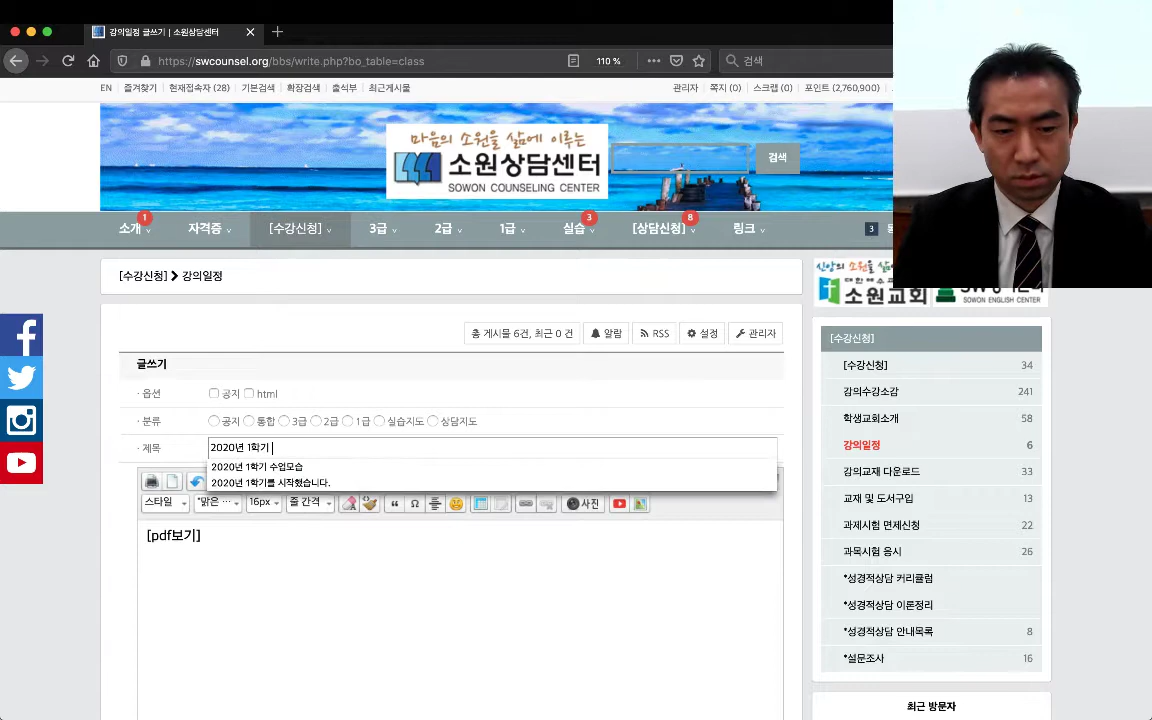 강의일정 글쓰기 | 소원상담센터
https://swcounsel.org/bbs/write.php?bo_table=class
110 %
검색
EN
즐겨찾기
현재접속자 (28)
기본검색
확장검색
출석부
최근게시물
관리자
쪽지 (0)
스크랩 (0)
포인트 (2,760,900)
마음의 소원을 삶에 이루는
소원상담센터
SOWON COUNSELING CENTER
검색
소개 1
자격증
[수강신청]
3급
2급
1급
실습 3
[상담신청] 8
링크
3
[수강신청] > 강의일정
소원교회
SOWON ENGLISH CENTER
총 게시물 6건, 최근 0 건
알람
RSS
설정
관리자
글쓰기
· 옵션
공지
html
· 분류
공지
통합
3급
2급
1급
실습지도
상담지도
· 제목
2020년 1학기
2020년 1학기 수업모습
2020년 1학기를 시작했습니다.
스타일
"맑은 ···
16px
줄 간격
사진
[pdf보기]
[수강신청]
[수강신청] 34
강의수강소감 241
학생교회소개 58
강의일정 6
강의교재 다운로드 33
교재 및 도서구입
과제시험 면제신청 22
과목시험 응시 26
*성경적상담 커리큘럼
*성경적상담 이론정리
*성경적상담 안내목록 8
*설문조사 16
최근 방문자